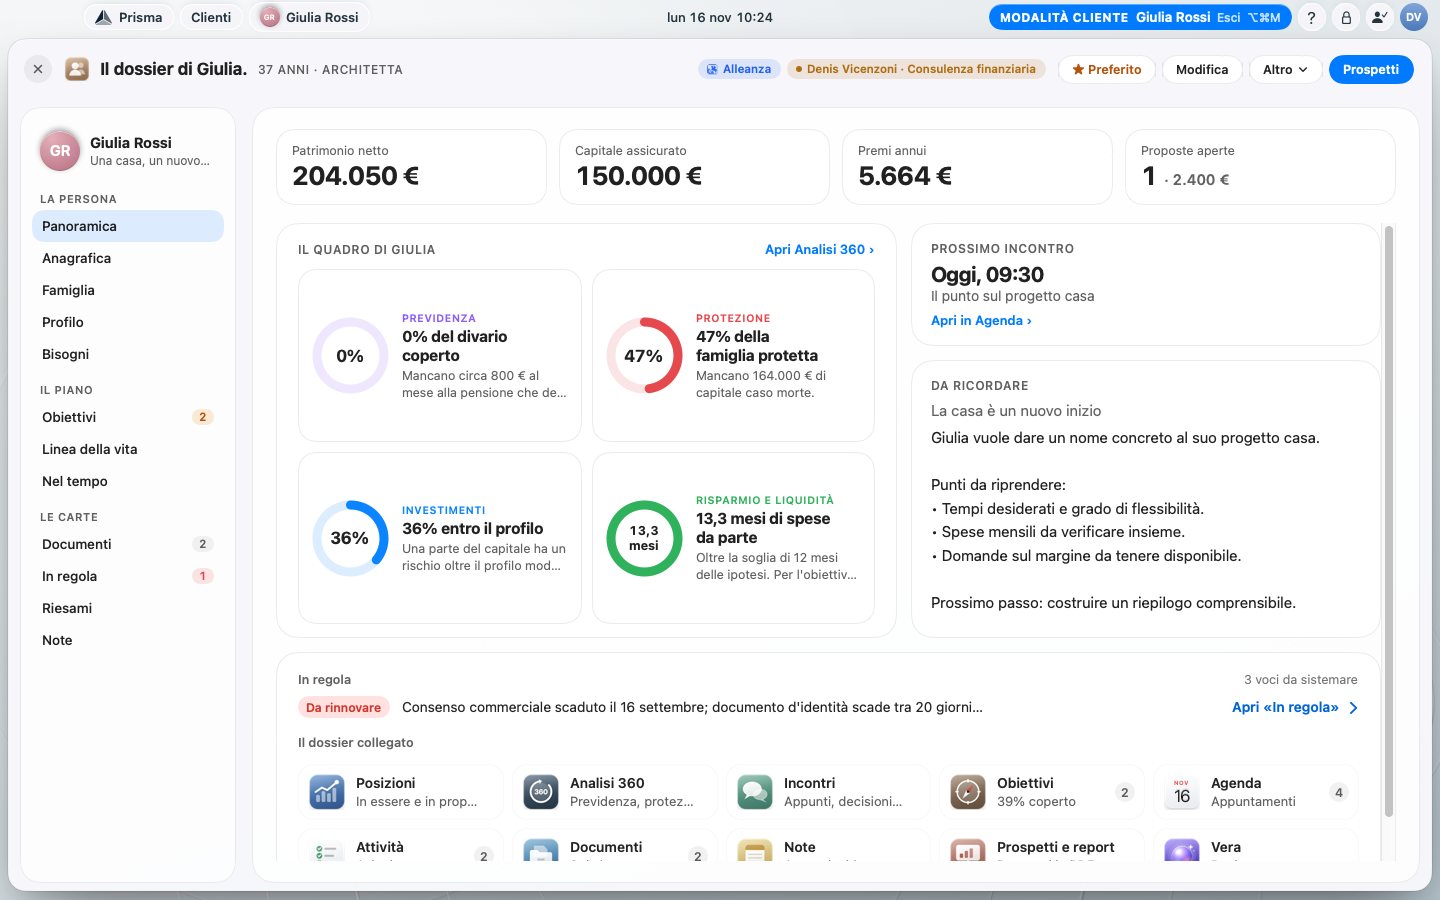 Prisma
Clienti
GR Giulia Rossi
lun 16 nov 10:24
MODALITÀ CLIENTE Giulia Rossi Esci ⌥⌘M
?
DV
Il dossier di Giulia. 37 ANNI · ARCHITETTA
Alleanza
Denis Vicenzoni · Consulenza finanziaria
Preferito
Modifica
Altro
Prospetti
GR
Giulia Rossi
Una casa, un nuovo...
LA PERSONA
Panoramica
Anagrafica
Famiglia
Profilo
Bisogni
IL PIANO
Obiettivi 2
Linea della vita
Nel tempo
LE CARTE
Documenti 2
In regola 1
Riesami
Note
Patrimonio netto
204.050 €
Capitale assicurato
150.000 €
Premi annui
5.664 €
Proposte aperte
1 · 2.400 €
IL QUADRO DI GIULIA
Apri Analisi 360 ›
0%
PREVIDENZA
0% del divario
coperto
Mancano circa 800 € al
mese alla pensione che de...
47%
PROTEZIONE
47% della
famiglia protetta
Mancano 164.000 € di
capitale caso morte.
36%
INVESTIMENTI
36% entro il profilo
Una parte del capitale ha un
rischio oltre il profilo mod...
13,3
mesi
RISPARMIO E LIQUIDITÀ
13,3 mesi di spese
da parte
Oltre la soglia di 12 mesi
delle ipotesi. Per l'obiettiv...
PROSSIMO INCONTRO
Oggi, 09:30
Il punto sul progetto casa
Apri in Agenda ›
DA RICORDARE
La casa è un nuovo inizio
Giulia vuole dare un nome concreto al suo progetto casa.
Punti da riprendere:
• Tempi desiderati e grado di flessibilità.
• Spese mensili da verificare insieme.
• Domande sul margine da tenere disponibile.
Prossimo passo: costruire un riepilogo comprensibile.
In regola
3 voci da sistemare
Da rinnovare
Consenso commerciale scaduto il 16 settembre; documento d'identità scade tra 20 giorni...
Apri «In regola»
Il dossier collegato
Posizioni
In essere e in prop...
360
Analisi 360
Previdenza, protez...
Incontri
Appunti, decisioni...
Obiettivi
39% coperto
2
NOV
16
Agenda
Appuntamenti
4
Attività
2
Documenti
2
Note
Prospetti e report
Vera